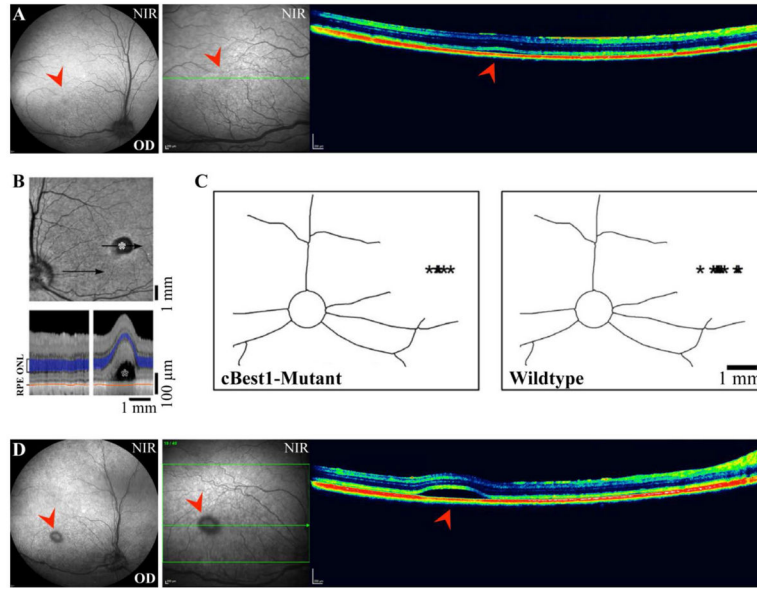 A
NIR
OD
NIR
B
1 mm
RPE ONL
100 µm
1 mm
C
cBest1-Mutant
Wildtype
1 mm
D
NIR
OD
NIR